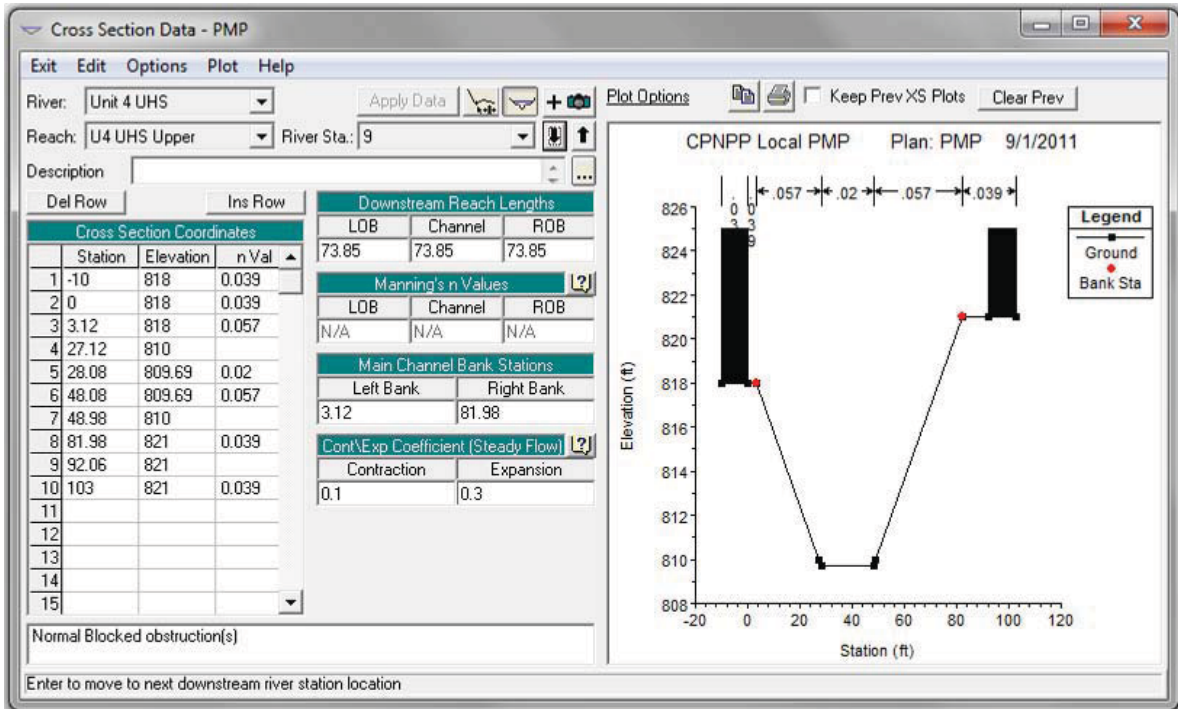 Cross Section Data - PMP
Exit Edit Options Plot Help
River: Unit 4 UHS Apply Data
Plot Options Keep Prev XS Plots Clear Prev
Reach: U4 UHS Upper River Sta.: 9
Description ...
Del Row Ins Row
Cross Section Coordinates
Station Elevation n Val
1 -10 818 0.039
2 0 818 0.039
3 3.12 818 0.057
4 27.12 810
5 28.08 809.69 0.02
6 48.08 809.69 0.057
7 48.98 810
8 81.98 821 0.039
9 92.06 821
10 103 821 0.039
11
12
13
14
15
Downstream Reach Lengths
LOB Channel ROB
73.85 73.85 73.85
Manning's n Values
LOB Channel ROB
N/A N/A N/A
Main Channel Bank Stations
Left Bank Right Bank
3.12 81.98
Cont\Exp Coefficient (Steady Flow)
Contraction Expansion
0.1 0.3
Normal Blocked obstruction(s)
Enter to move to next downstream river station location
CPNPP Local PMP Plan: PMP 9/1/2011
.039 .039 .057 .02 .057 .039
826
824
822
820
818
816
814
812
810
808
Elevation (ft)
-20 0 20 40 60 80 100 120
Station (ft)
Legend
Ground
Bank Sta